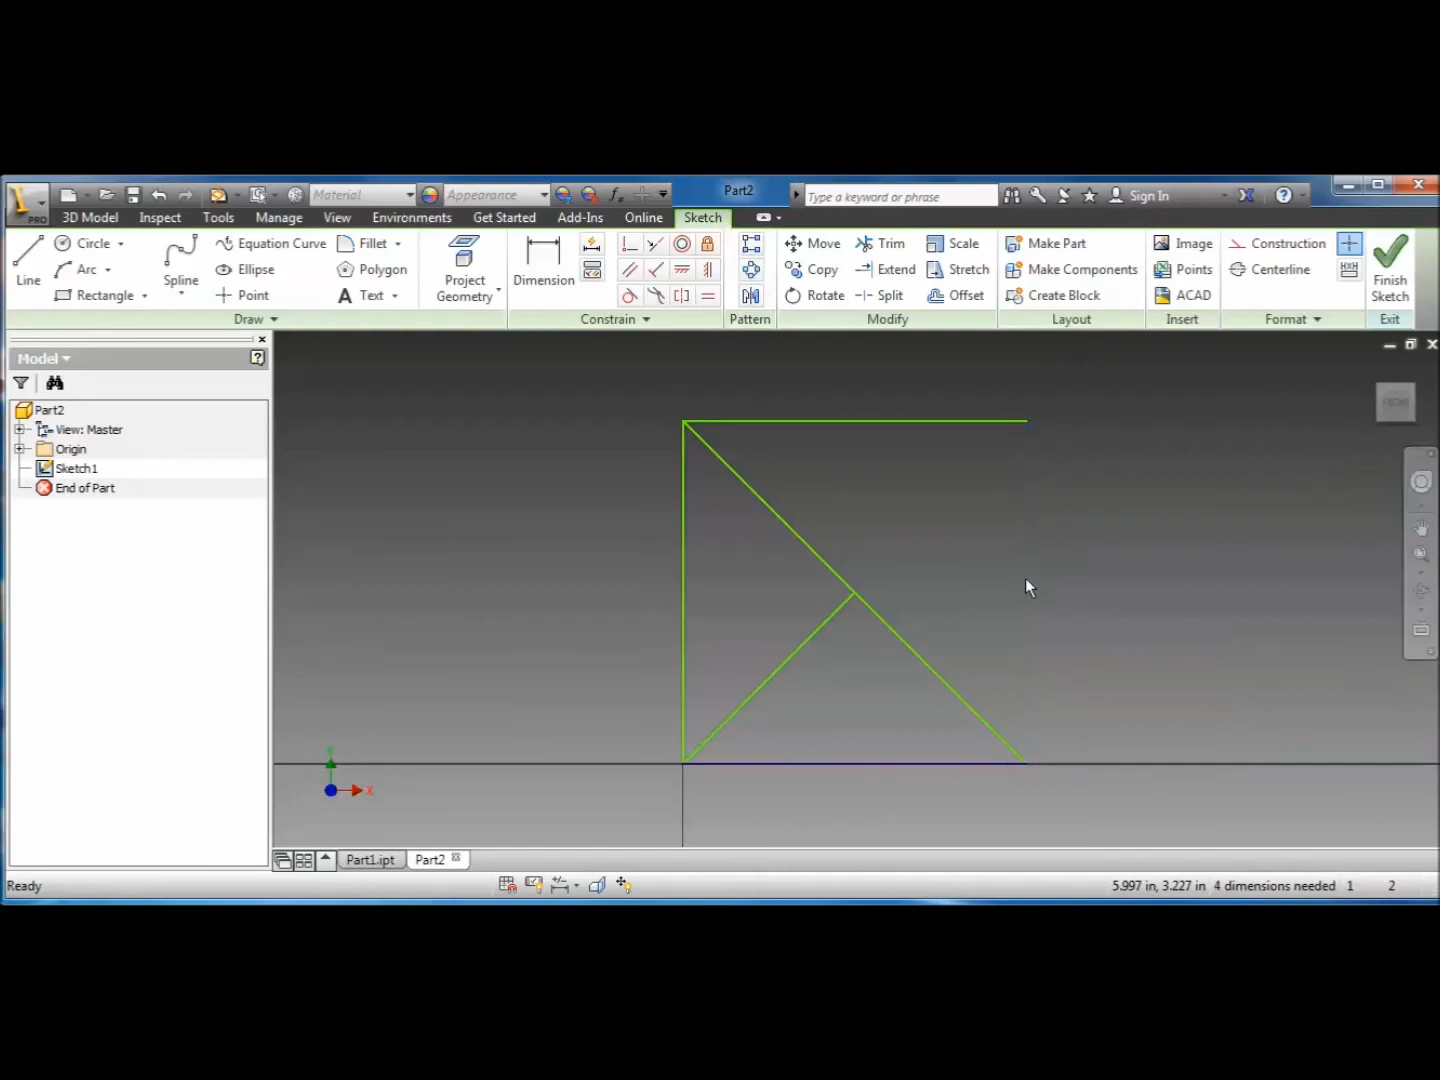 PRO
Material
Appearance
Part2
Type a keyword or phrase
Sign In
3D Model
Inspect
Tools
Manage
View
Environments
Get Started
Add-Ins
Online
Sketch
Line
Circle
Arc
Rectangle
Spline
Equation Curve
Ellipse
Point
Fillet
Polygon
A Text
Project
Geometry
Dimension
Move
Copy
Rotate
Trim
Extend
Split
Scale
Stretch
Offset
Make Part
Make Components
Create Block
Image
Points
ACAD
Construction
Centerline
Finish
Sketch
Draw
Constrain
Pattern
Modify
Layout
Insert
Format
Exit
Model
Part2
View: Master
Origin
Sketch1
End of Part
FRONT
Y
X
Part1.ipt
Part2
Ready
5.997 in, 3.227 in 4 dimensions needed 1 2